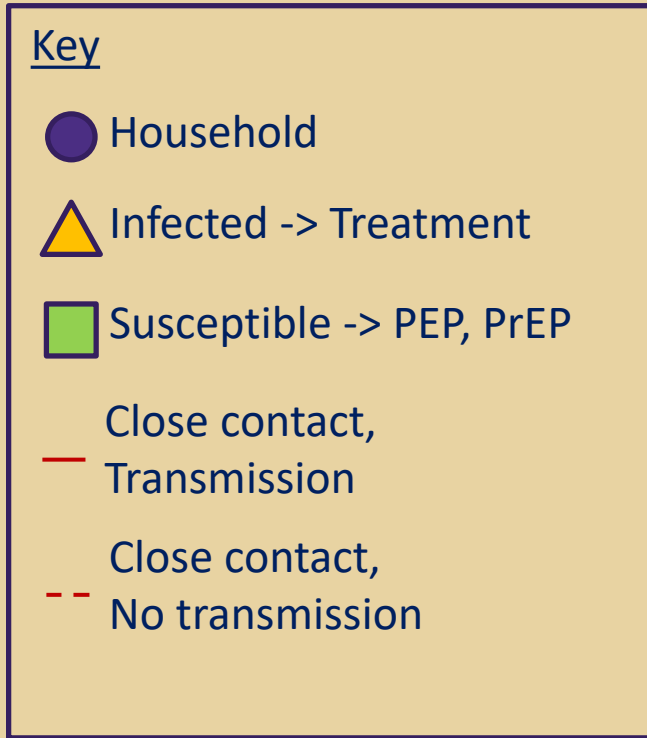 Key
Household
Infected -> Treatment
Susceptible -> PEP, PrEP
Close contact,
Transmission
Close contact,
No transmission